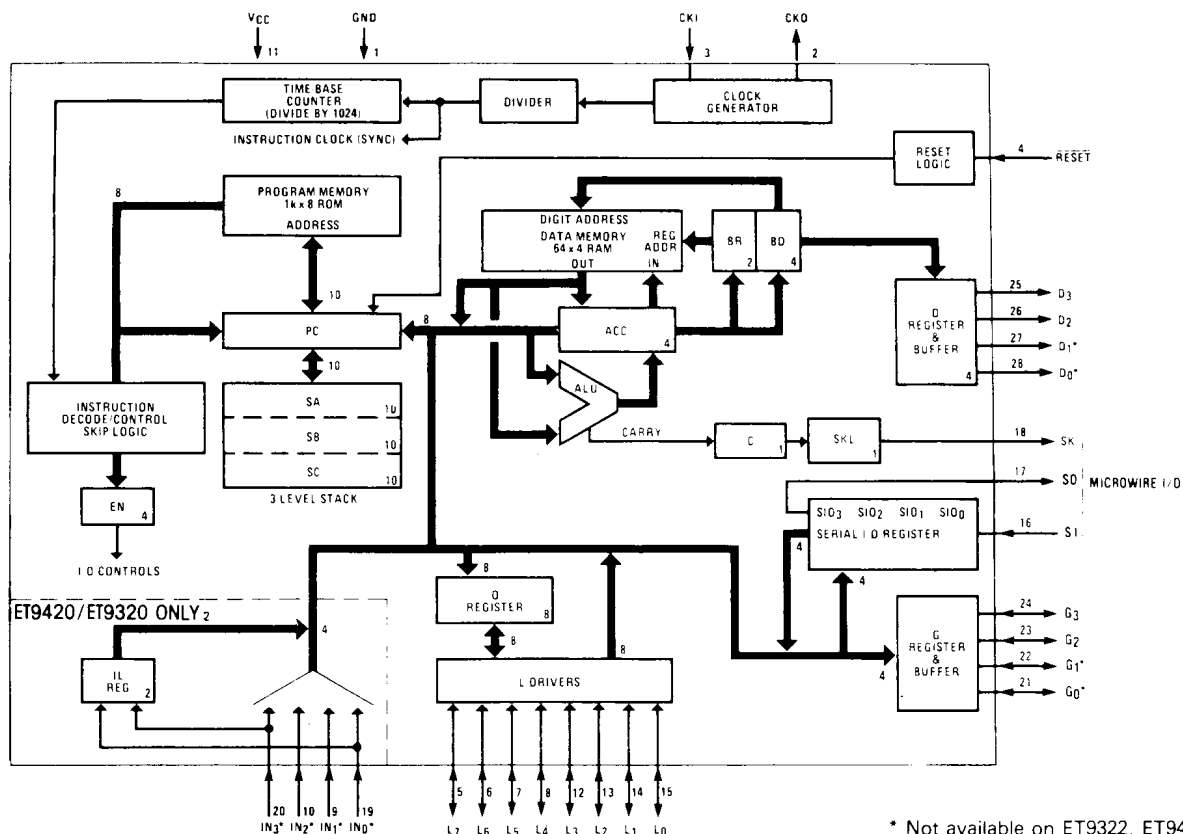 VCC GND CKI CKO
11 1 3 2
TIME BASE
COUNTER
(DIVIDE BY 1024)
DIVIDER
CLOCK
GENERATOR
INSTRUCTION CLOCK (SYNC)
RESET
LOGIC
4 RESET
8
PROGRAM MEMORY
1k x 8 ROM
ADDRESS
DIGIT ADDRESS
DATA MEMORY
64 x 4 RAM
REG
ADDR
OUT IN
BR
2
BD
4
10
PC
8
ACC
4
D
REGISTER
&
BUFFER
4
25 D3
26 D2
27 D1*
28 D0*
10
INSTRUCTION
DECODE/CONTROL
SKIP LOGIC
SA
10
SB
10
SC
10
3 LEVEL STACK
ALU
CARRY
C
1
SKL
1
18 SK
17 SO
MICROWIRE I/O
16 SI
EN
4
I O CONTROLS
SIO3 SIO2 SIO1 SIO0
SERIAL I O REGISTER
4
4
ET9420/ET9320 ONLY 2
4
8
Q
REGISTER
8
8
8
L DRIVERS
IL
REG
2
G
REGISTER
&
BUFFER
4
24 G3
23 G2
22 G1*
21 G0*
20 10 9 19
IN3* IN2* IN1* IN0*
5 6 7 8 12 13 14 15
L7 L6 L5 L4 L3 L2 L1 L0
* Not available on ET9322, ET94